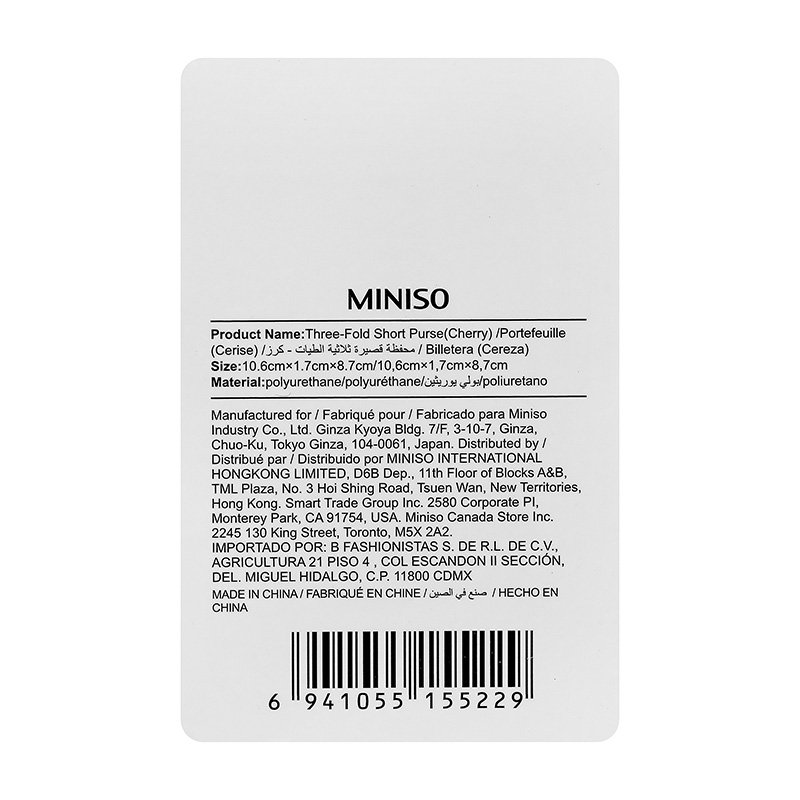 MINISO
Product Name:Three-Fold Short Purse(Cherry) /Portefeuille
(Cerise) /محفظة قصيرة ثلاثية الطيات - كرز / Billetera (Cereza)
Size:10.6cm×1.7cm×8.7cm/10,6cm×1,7cm×8,7cm
Material:polyurethane/polyuréthane/بولي يوريثين/poliuretano
Manufactured for / Fabriqué pour / Fabricado para Miniso
Industry Co., Ltd. Ginza Kyoya Bldg. 7/F, 3-10-7, Ginza,
Chuo-Ku, Tokyo Ginza, 104-0061, Japan. Distributed by /
Distribué par / Distribuido por MINISO INTERNATIONAL
HONGKONG LIMITED, D6B Dep., 11th Floor of Blocks A&B,
TML Plaza, No. 3 Hoi Shing Road, Tsuen Wan, New Territories,
Hong Kong. Smart Trade Group Inc. 2580 Corporate Pl,
Monterey Park, CA 91754, USA. Miniso Canada Store Inc.
2245 130 King Street, Toronto, M5X 2A2.
IMPORTADO POR: B FASHIONISTAS S. DE R.L. DE C.V.,
AGRICULTURA 21 PISO 4 , COL ESCANDON II SECCIÓN,
DEL. MIGUEL HIDALGO, C.P. 11800 CDMX
MADE IN CHINA / FABRIQUÉ EN CHINE / صنع في الصين / HECHO EN
CHINA
6 941055 155229